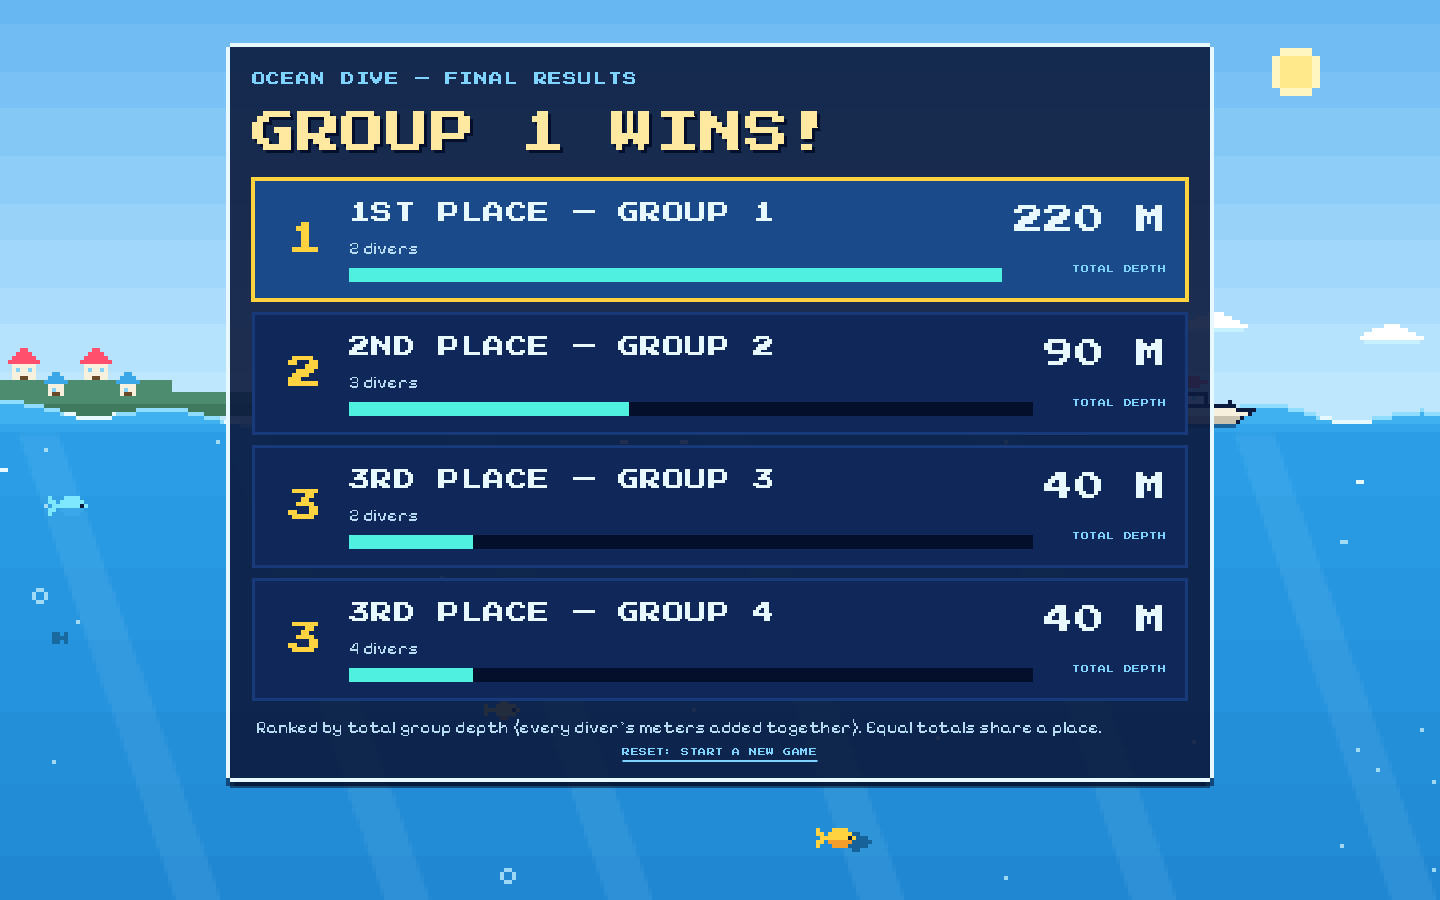 OCEAN DIVE — FINAL RESULTS
GROUP 1 WINS!
1
1ST PLACE — GROUP 1
2 divers
220 M
TOTAL DEPTH
2
2ND PLACE — GROUP 2
3 divers
90 M
TOTAL DEPTH
3
3RD PLACE — GROUP 3
2 divers
40 M
TOTAL DEPTH
3
3RD PLACE — GROUP 4
4 divers
40 M
TOTAL DEPTH
Ranked by total group depth (every diver's meters added together). Equal totals share a place.
RESET: START A NEW GAME